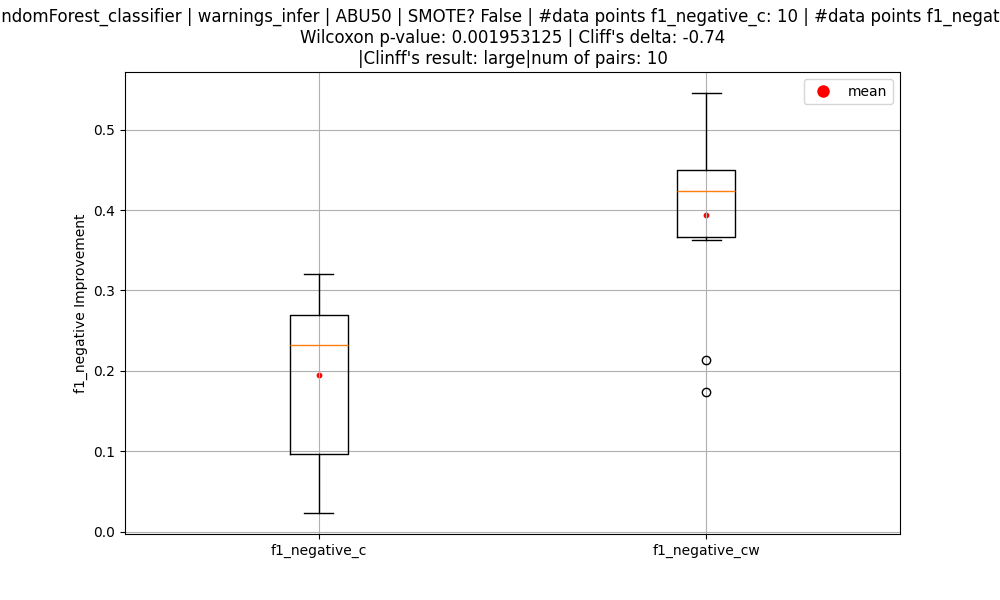 ndomForest_classifier | warnings_infer | ABU50 | SMOTE? False | #data points f1_negative_c: 10 | #data points f1_negat
Wilcoxon p-value: 0.001953125 | Cliff's delta: -0.74
|Clinff's result: large|num of pairs: 10
mean
0.5
0.4
0.3
0.2
0.1
0.0
f1_negative Improvement
f1_negative_c
f1_negative_cw